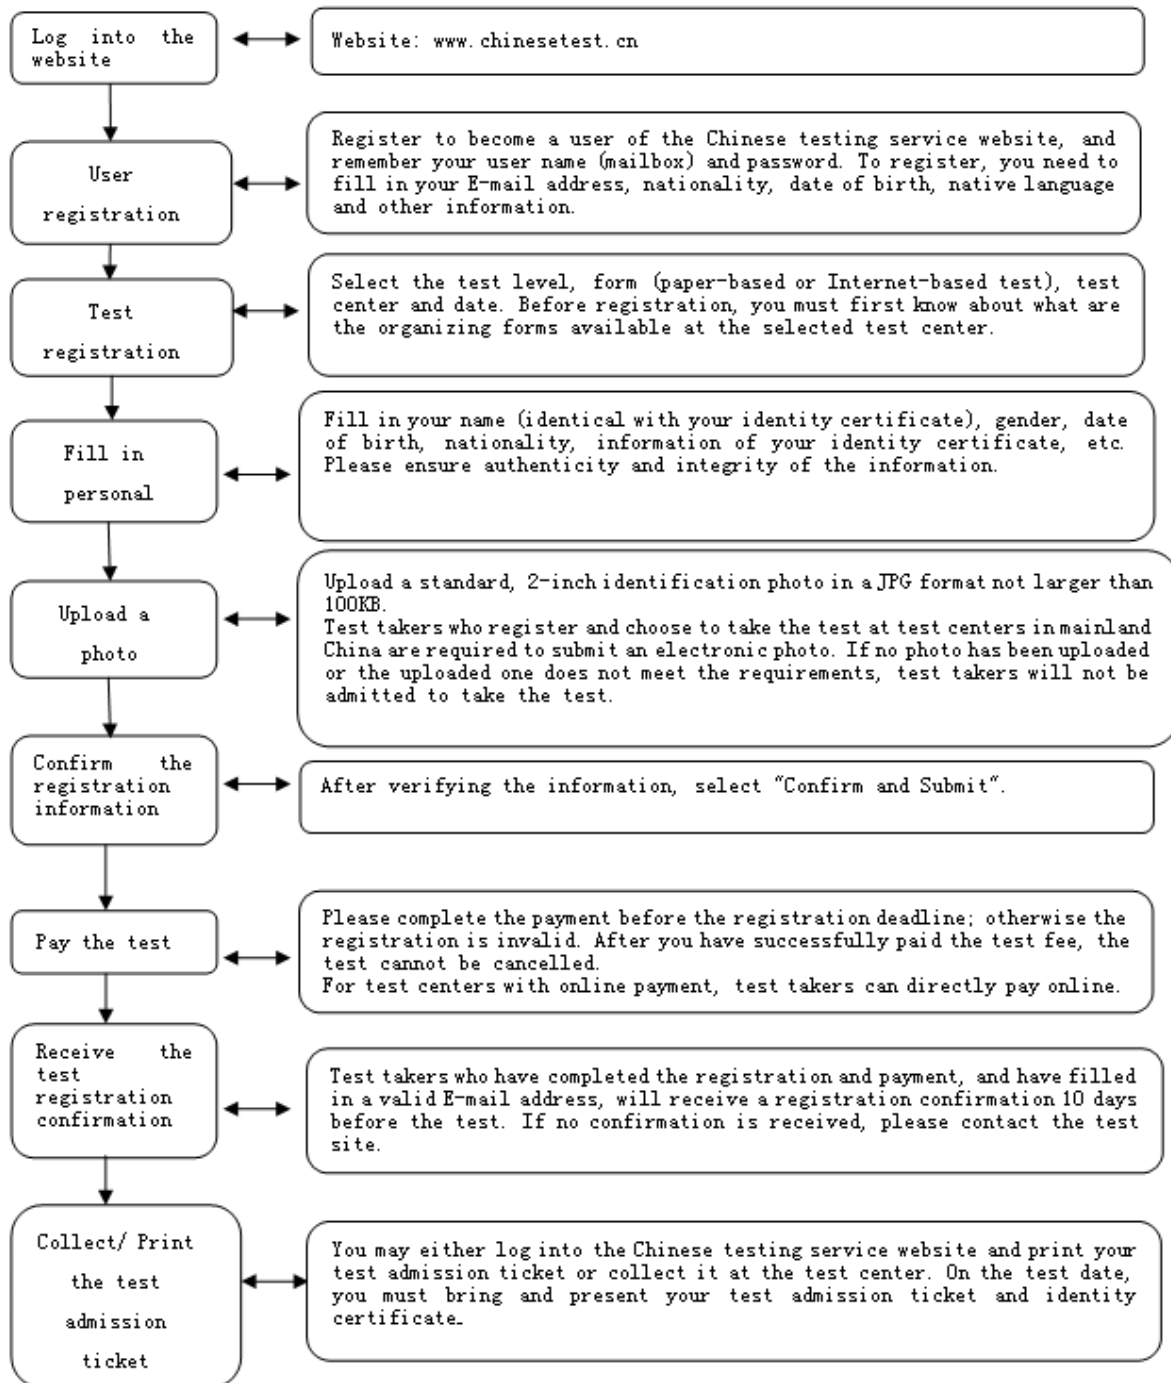 Log into the
website
Website: www.chinesetest.cn
User
registration
Register to become a user of the Chinese testing service website, and
remember your user name (mailbox) and password. To register, you need to
fill in your E-mail address, nationality, date of birth, native language
and other information.
Test
registration
Select the test level, form (paper-based or Internet-based test), test
center and date. Before registration, you must first know about what are
the organizing forms available at the selected test center.
Fill in
personal
Fill in your name (identical with your identity certificate), gender, date
of birth, nationality, information of your identity certificate, etc.
Please ensure authenticity and integrity of the information.
Upload a
photo
Upload a standard, 2-inch identification photo in a JPG format not larger than
100KB.
Test takers who register and choose to take the test at test centers in mainland
China are required to submit an electronic photo. If no photo has been uploaded
or the uploaded one does not meet the requirements, test takers will not be
admitted to take the test.
Confirm the
registration
information
After verifying the information, select "Confirm and Submit".
Pay the test
Please complete the payment before the registration deadline; otherwise the
registration is invalid. After you have successfully paid the test fee, the
test cannot be cancelled.
For test centers with online payment, test takers can directly pay online.
Receive the
test
registration
confirmation
Test takers who have completed the registration and payment, and have filled
in a valid E-mail address, will receive a registration confirmation 10 days
before the test. If no confirmation is received, please contact the test
site.
Collect/ Print
the test
admission
ticket
You may either log into the Chinese testing service website and print your
test admission ticket or collect it at the test center. On the test date,
you must bring and present your test admission ticket and identity
certificate.